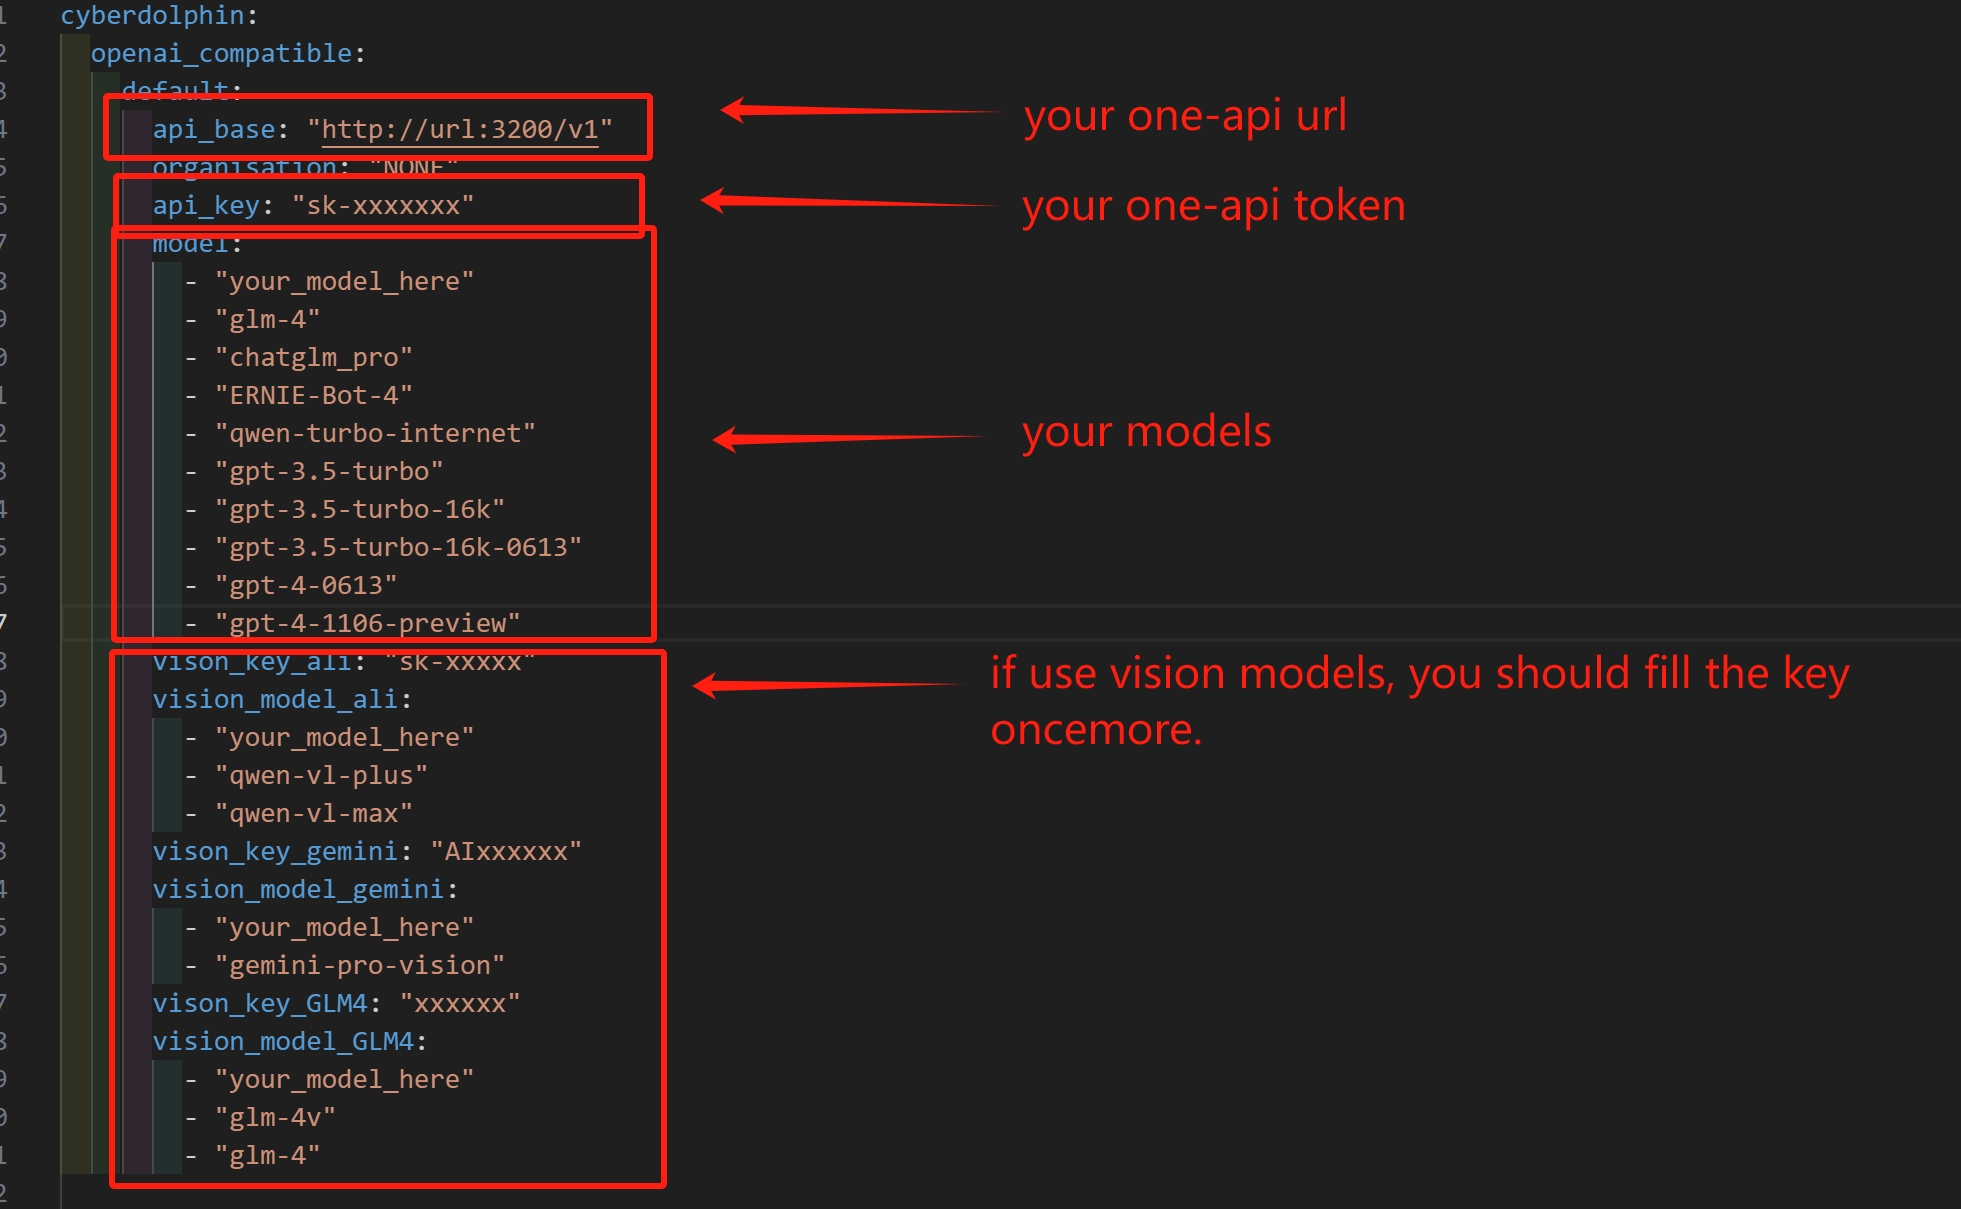 cyberdolphin:
openai_compatible:
default:
api_base: "http://url:3200/v1"
your one-api url
organisation: "NONE"
api_key: "sk-xxxxxxx"
your one-api token
model:
- "your_model_here"
- "glm-4"
- "chatglm_pro"
- "ERNIE-Bot-4"
- "qwen-turbo-internet"
your models
- "gpt-3.5-turbo"
- "gpt-3.5-turbo-16k"
- "gpt-3.5-turbo-16k-0613"
- "gpt-4-0613"
- "gpt-4-1106-preview"
vison_key_ali: "sk-xxxxx"
if use vision models, you should fill the key
oncemore.
vision_model_ali:
- "your_model_here"
- "qwen-vl-plus"
- "qwen-vl-max"
vison_key_gemini: "AIxxxxxx"
vision_model_gemini:
- "your_model_here"
- "gemini-pro-vision"
vison_key_GLM4: "xxxxxx"
vision_model_GLM4:
- "your_model_here"
- "glm-4v"
- "glm-4"